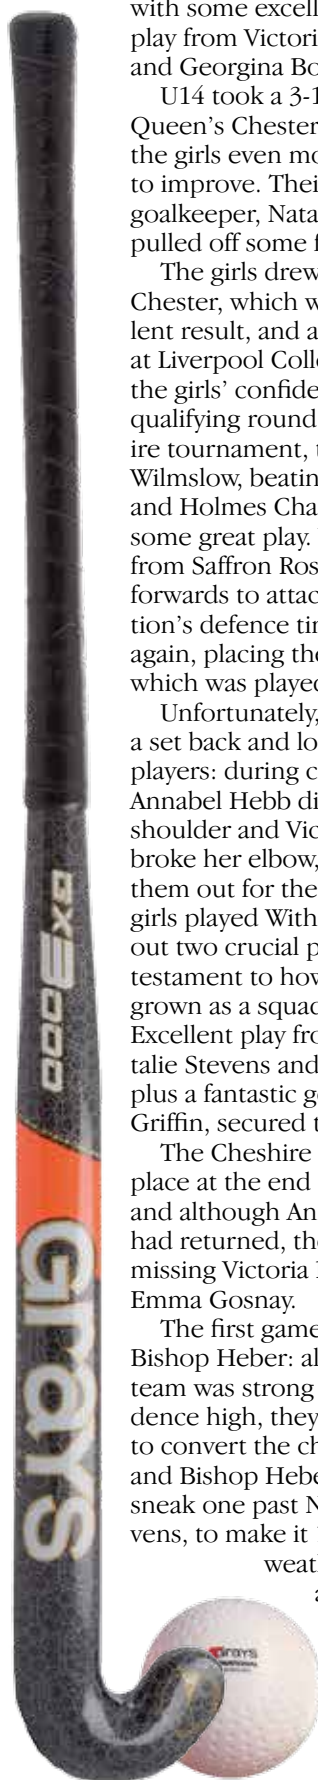 with some excell
play from Victori
and Georgina Bo
U14 took a 3-1
Queen's Chester
the girls even mo
to improve. Thei
goalkeeper, Nata
pulled off some f
The girls drew
Chester, which w
lent result, and a
at Liverpool Coll
the girls' confide
qualifying round
ire tournament, t
Wilmslow, beatin
and Holmes Cha
some great play.
from Saffron Ros
forwards to attac
tion's defence tir
again, placing the
which was played
Unfortunately,
a set back and lo
players: during c
Annabel Hebb di
shoulder and Vic
broke her elbow,
them out for the
girls played With
out two crucial p
testament to how
grown as a squad
Excellent play fro
talie Stevens and
plus a fantastic g
Griffin, secured t
The Cheshire
place at the end
and although An
had returned, the
missing Victoria
Emma Gosnay.
The first game
Bishop Heber: al
team was strong
dence high, they
to convert the ch
and Bishop Hebe
sneak one past N
vens, to make it
weat
a
GX3000
GRAYS
GRAYS